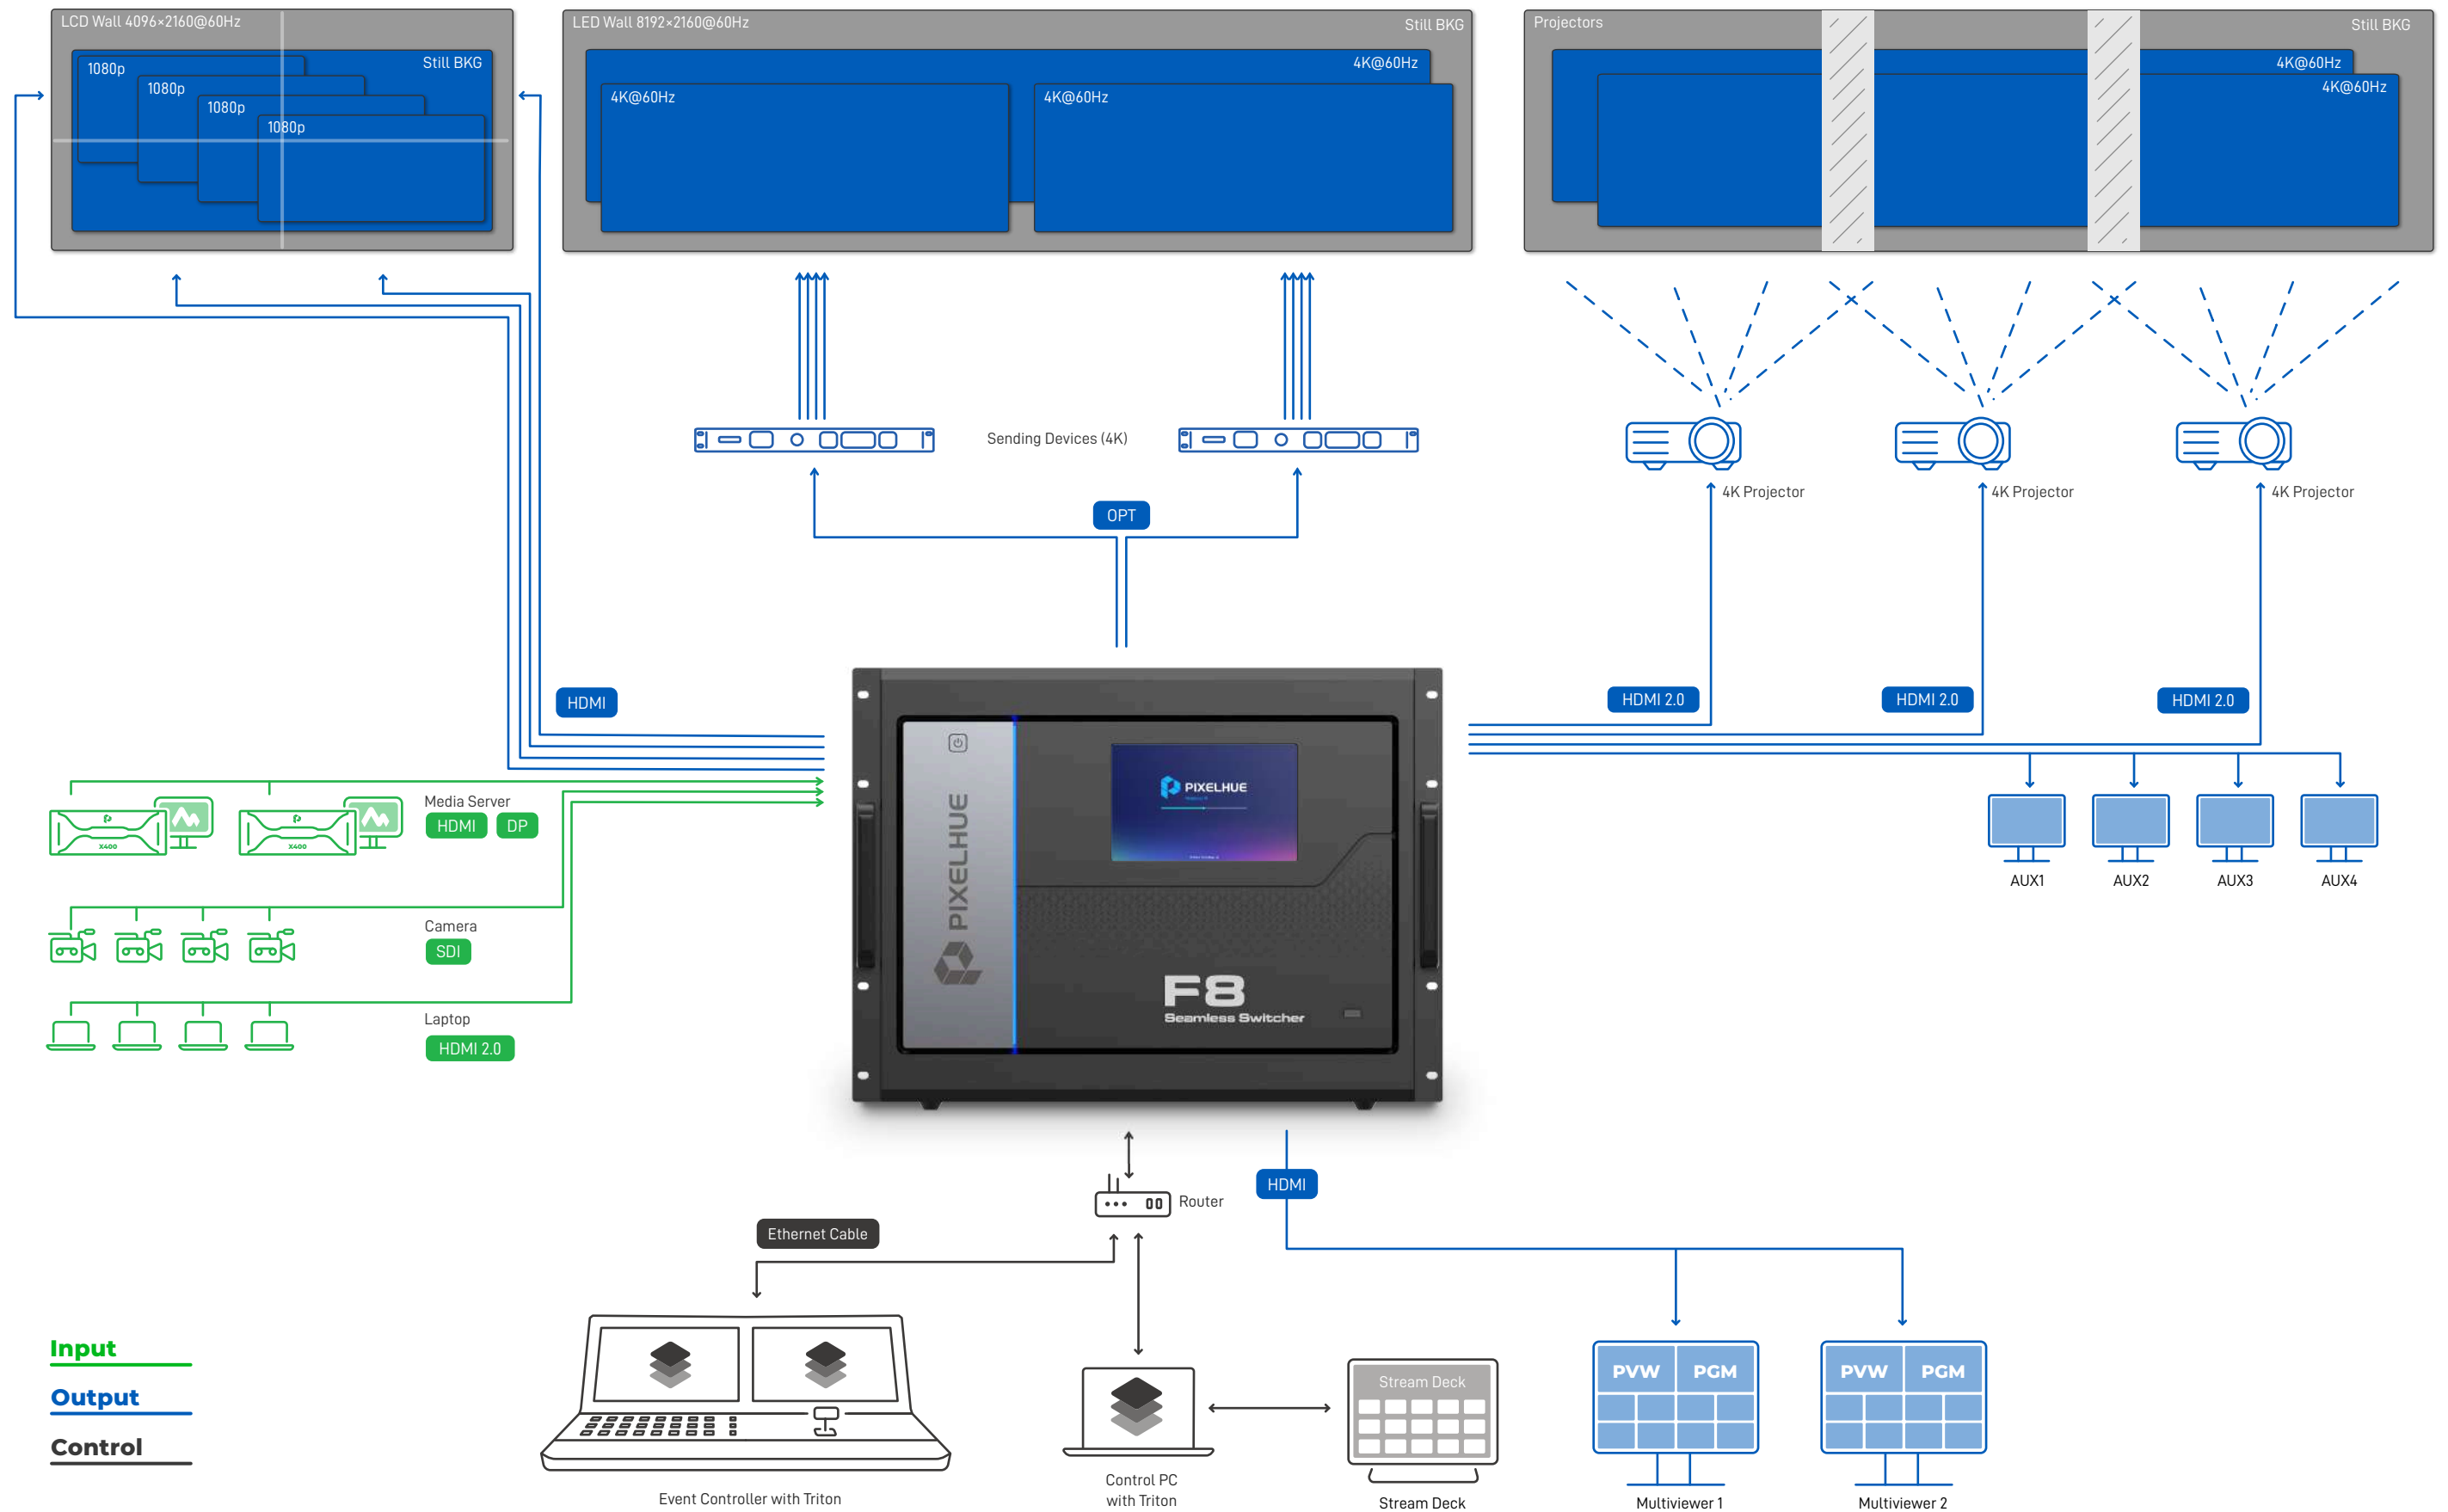 LCD Wall 4096×2160@60Hz
Still BKG
1080p
1080p
1080p
1080p
LED Wall 8192×2160@60Hz
Still BKG
4K@60Hz
4K@60Hz
4K@60Hz
Projectors
Still BKG
4K@60Hz
4K@60Hz
Sending Devices (4K)
OPT
4K Projector
4K Projector
4K Projector
HDMI
HDMI 2.0
HDMI 2.0
HDMI 2.0
AUX1
AUX2
AUX3
AUX4
Media Server
HDMI
DP
X400
X400
Camera
SDI
Laptop
HDMI 2.0
PIXELHUE
PIXELHUE
F8
Seamless Switcher
Router
HDMI
Ethernet Cable
Input
Output
Control
Event Controller with Triton
Control PC
with Triton
Stream Deck
Stream Deck
PVW
PGM
Multiviewer 1
PVW
PGM
Multiviewer 2